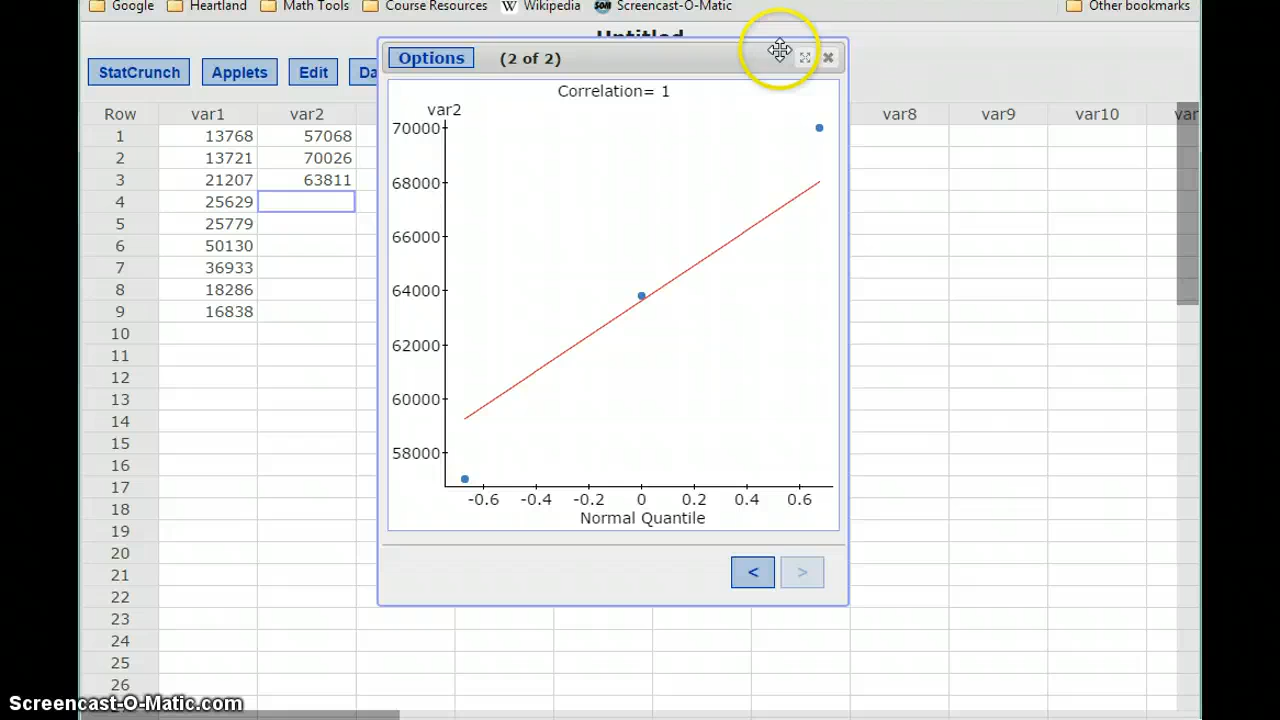 Google Heartland Math Tools Course Resources W Wikipedia SOM Screencast-O-Matic Other bookmarks
Untitled
StatCrunch Applets Edit Da
Options (2 of 2)
Row var1 var2 var8 var9 var10 var
1 13768 57068
2 13721 70026
3 21207 63811
4 25629
5 25779
6 50130
7 36933
8 18286
9 16838
10
11
12
13
14
15
16
17
18
19
20
21
22
23
24
25
26
Correlation= 1
var2
70000
68000
66000
64000
62000
60000
58000
-0.6 -0.4 -0.2 0 0.2 0.4 0.6
Normal Quantile
< >
Screencast-O-Matic.com